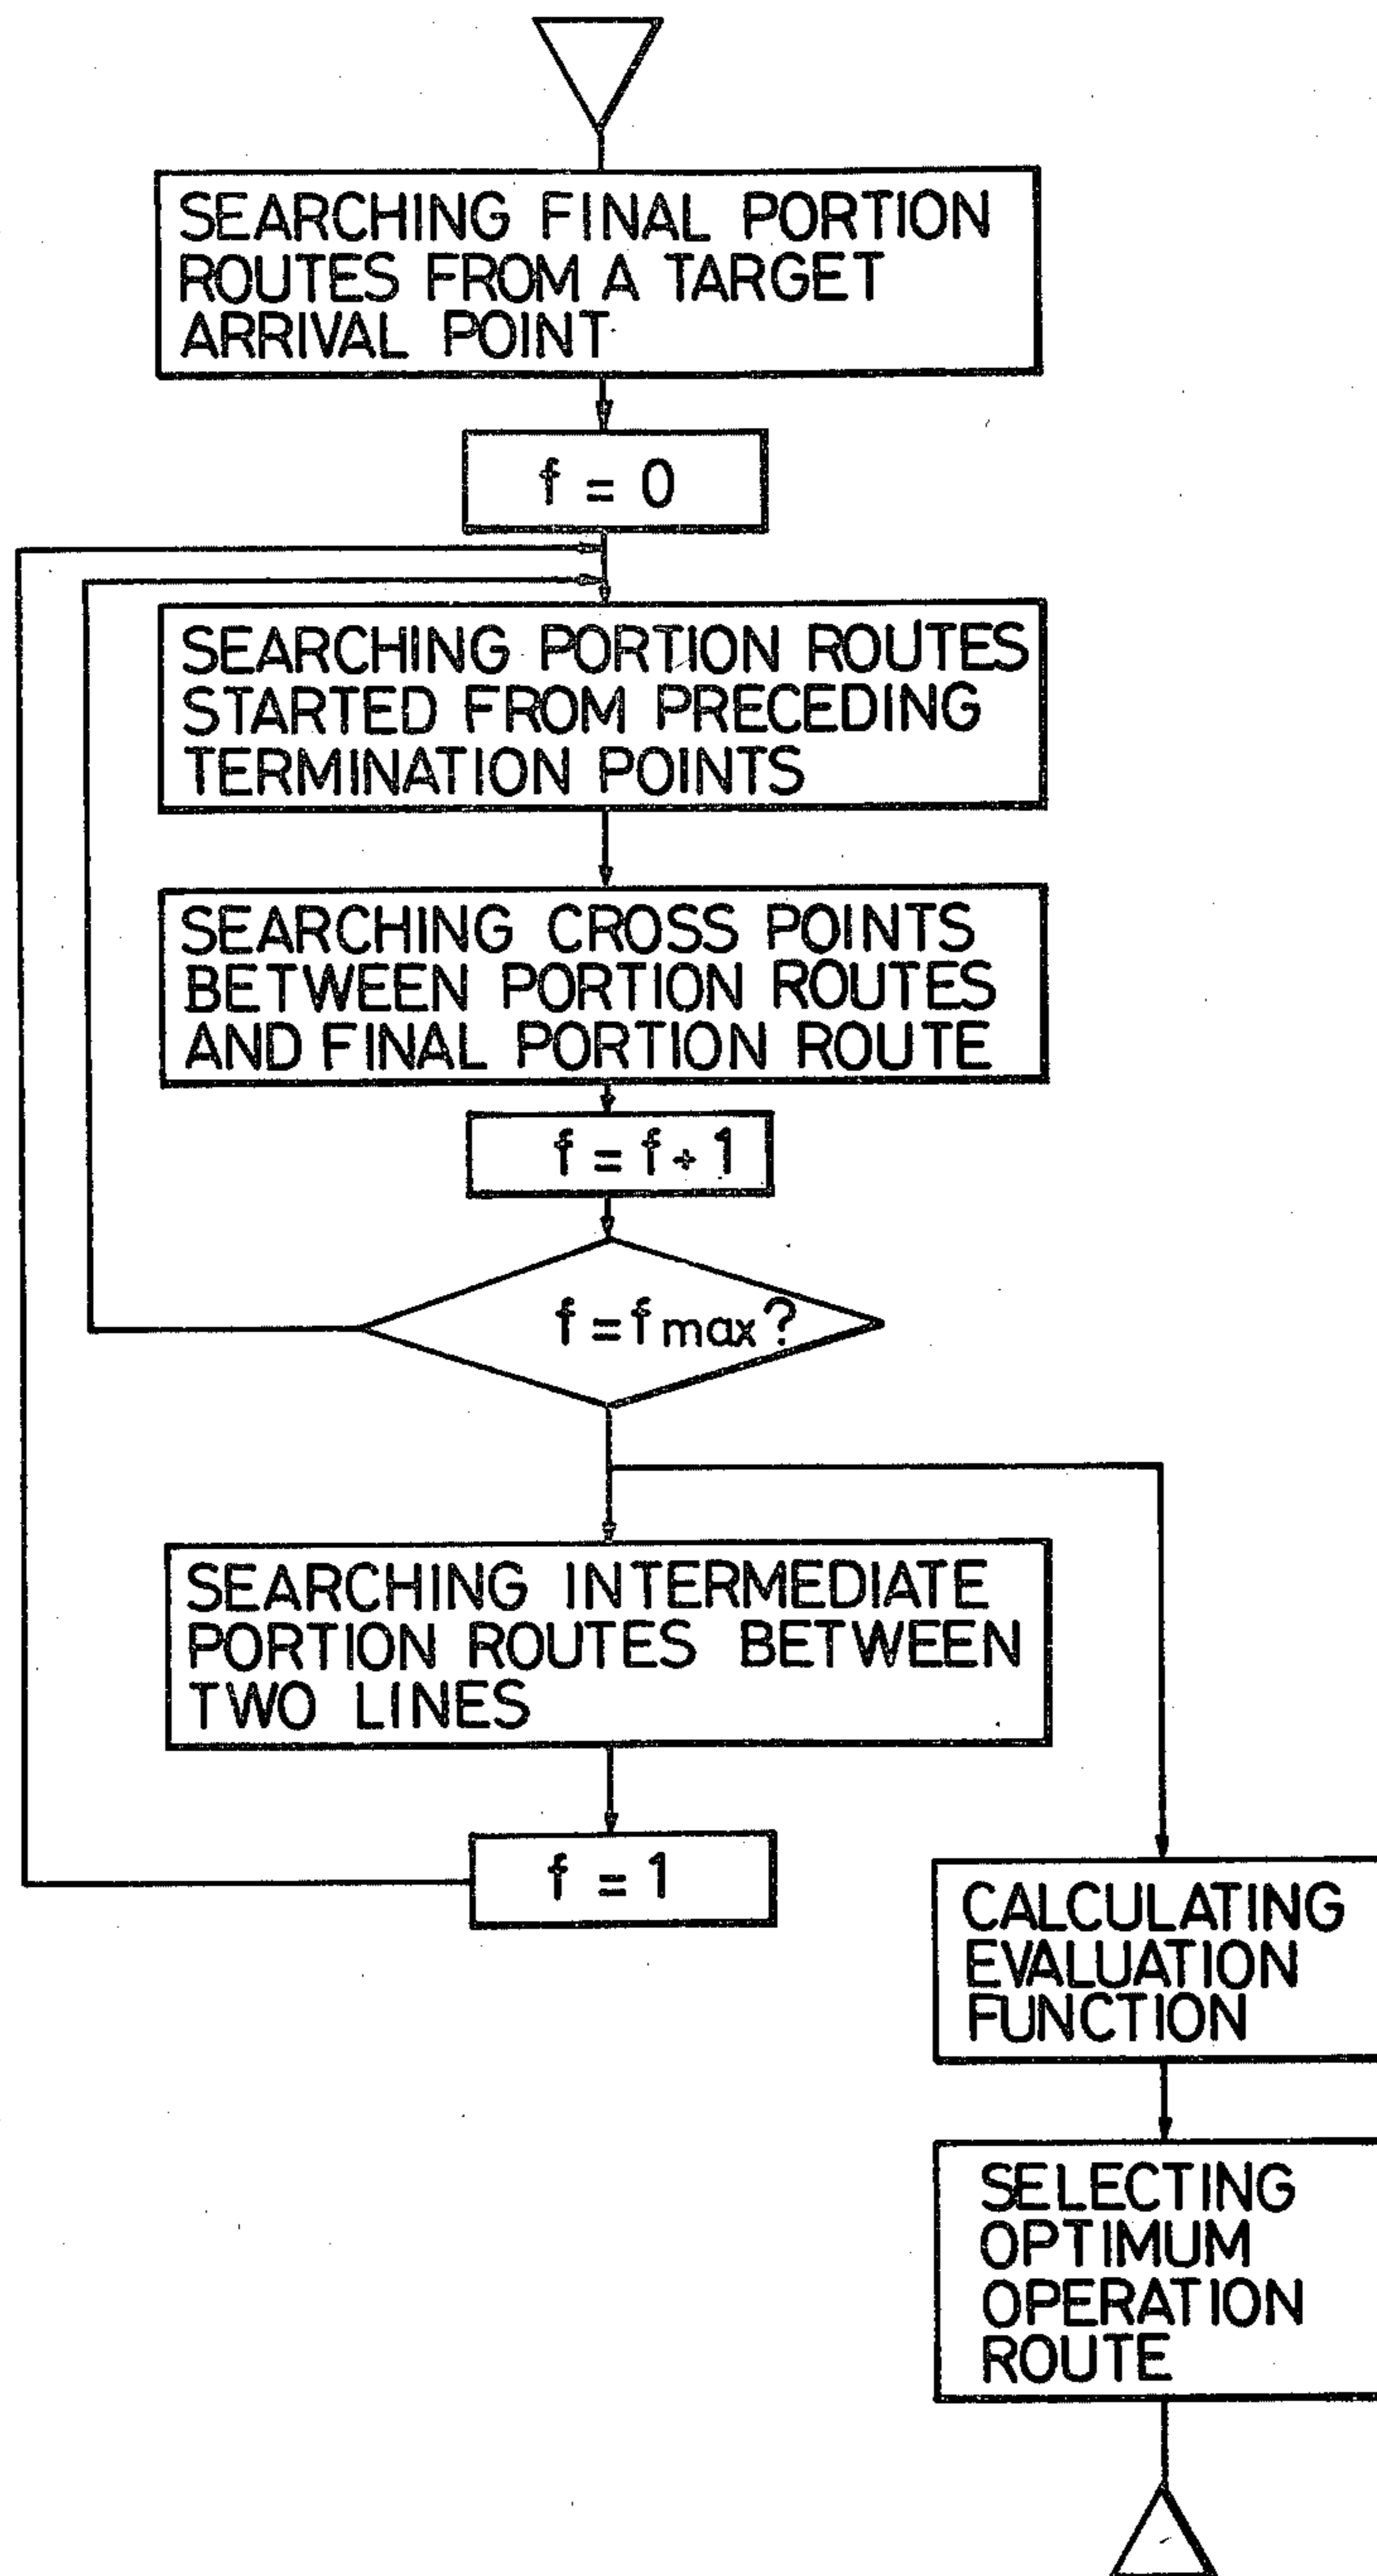 SEARCHING FINAL PORTION
ROUTES FROM A TARGET
ARRIVAL POINT
f = 0
SEARCHING PORTION ROUTES
STARTED FROM PRECEDING
TERMINATION POINTS
SEARCHING CROSS POINTS
BETWEEN PORTION ROUTES
AND FINAL PORTION ROUTE
f = f + 1
f = f max ?
SEARCHING INTERMEDIATE
PORTION ROUTES BETWEEN
TWO LINES
f = 1
CALCULATING
EVALUATION
FUNCTION
SELECTING
OPTIMUM
OPERATION
ROUTE